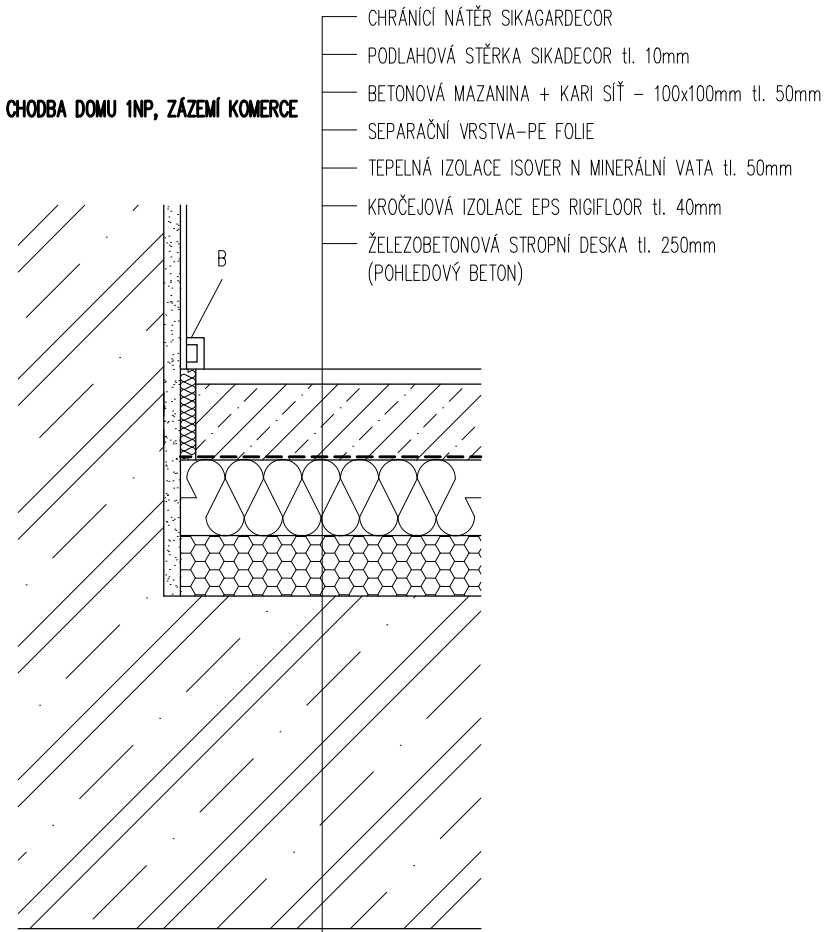 CHRÁNÍCÍ NÁTĚR SIKAGARDECOR
PODLAHOVÁ STĚRKA SIKADECOR tl. 10mm
CHODBA DOMU 1NP, ZÁZEMÍ KOMERCE
BETONOVÁ MAZANINA + KARI SÍŤ - 100x100mm tl. 50mm
SEPARAČNÍ VRSTVA-PE FOLIE
TEPELNÁ IZOLACE ISOVER N MINERÁLNÍ VATA tl. 50mm
KROČEJOVÁ IZOLACE EPS RIGIFLOOR tl. 40mm
ŽELEZOBETONOVÁ STROPNÍ DESKA tl. 250mm
(POHLEDOVÝ BETON)
B